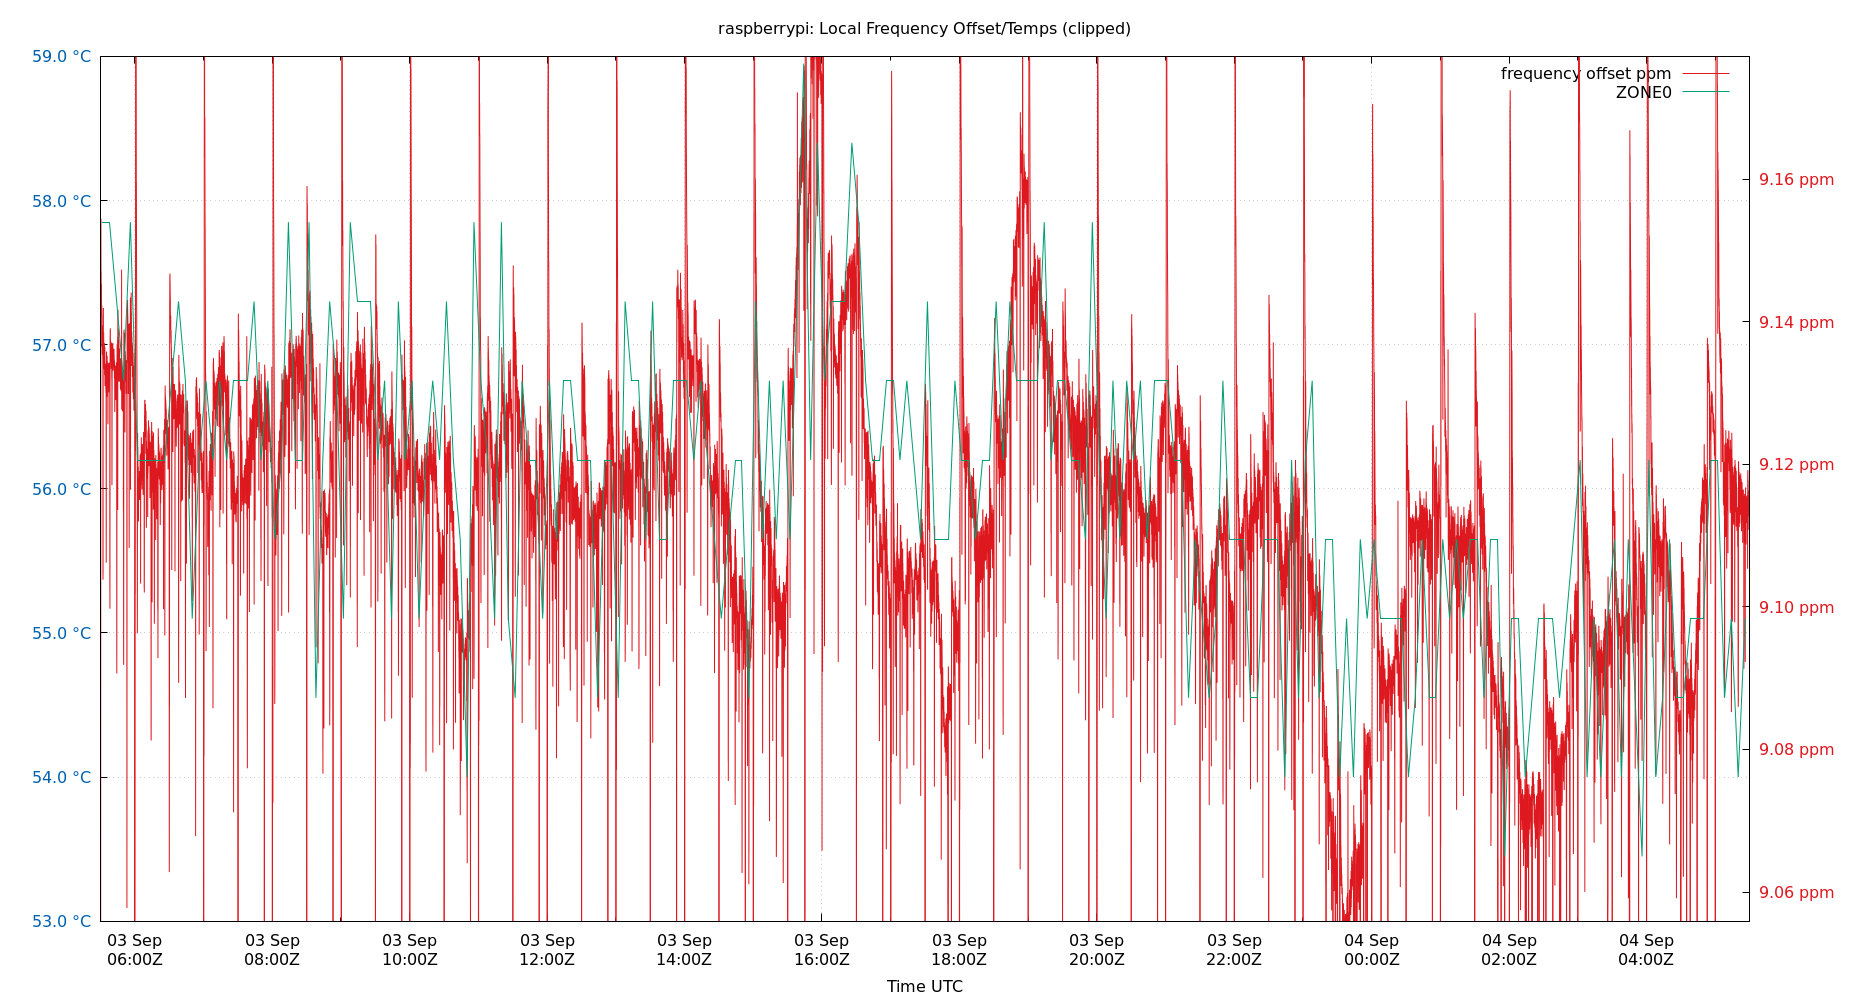 raspberrypi: Local Frequency Offset/Temps (clipped)
59.0 °C
58.0 °C
57.0 °C
56.0 °C
55.0 °C
54.0 °C
53.0 °C
frequency offset ppm
ZONE0
9.16 ppm
9.14 ppm
9.12 ppm
9.10 ppm
9.08 ppm
9.06 ppm
03 Sep 03 Sep 03 Sep 03 Sep 03 Sep 03 Sep 03 Sep 03 Sep 03 Sep 04 Sep 04 Sep 04 Sep
06:00Z 08:00Z 10:00Z 12:00Z 14:00Z 16:00Z 18:00Z 20:00Z 22:00Z 00:00Z 02:00Z 04:00Z
Time UTC